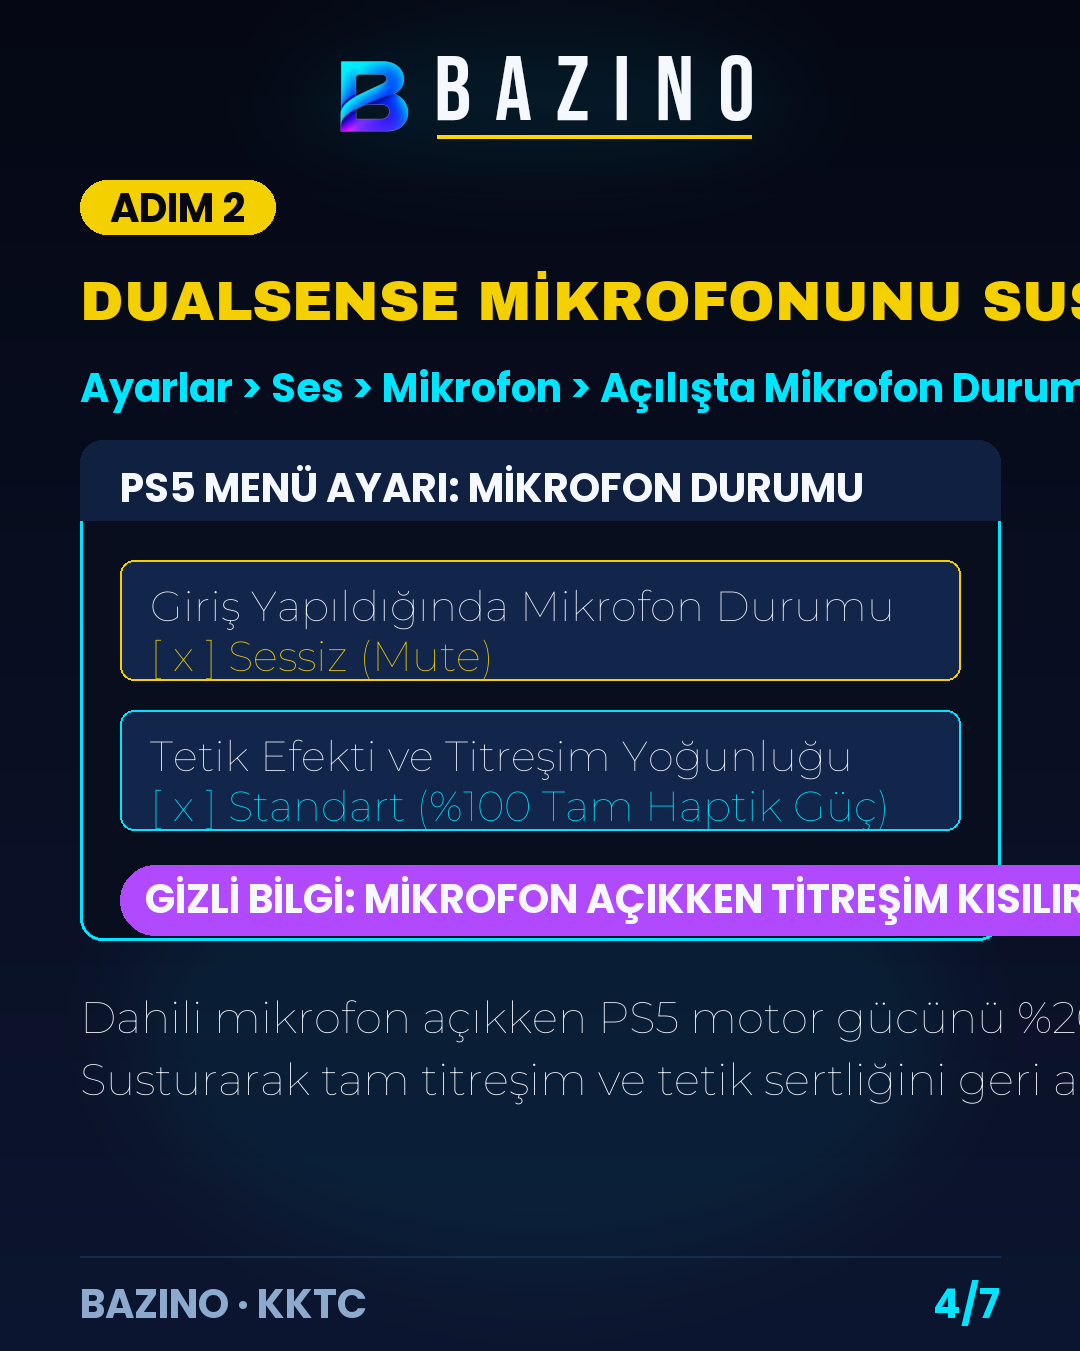 BAZINO
ADIM 2
DUALSENSE MİKROFONUNU SUS
Ayarlar > Ses > Mikrofon > Açılışta Mikrofon Durum
PS5 MENÜ AYARI: MİKROFON DURUMU
Giriş Yapıldığında Mikrofon Durumu
[ x ] Sessiz (Mute)
Tetik Efekti ve Titreşim Yoğunluğu
[ x ] Standart (%100 Tam Haptik Güç)
GİZLİ BİLGİ: MİKROFON AÇIKKEN TİTREŞİM KISILIR
Dahili mikrofon açıkken PS5 motor gücünü %20
Susturarak tam titreşim ve tetik sertliğini geri a
BAZINO · KKTC
4/7